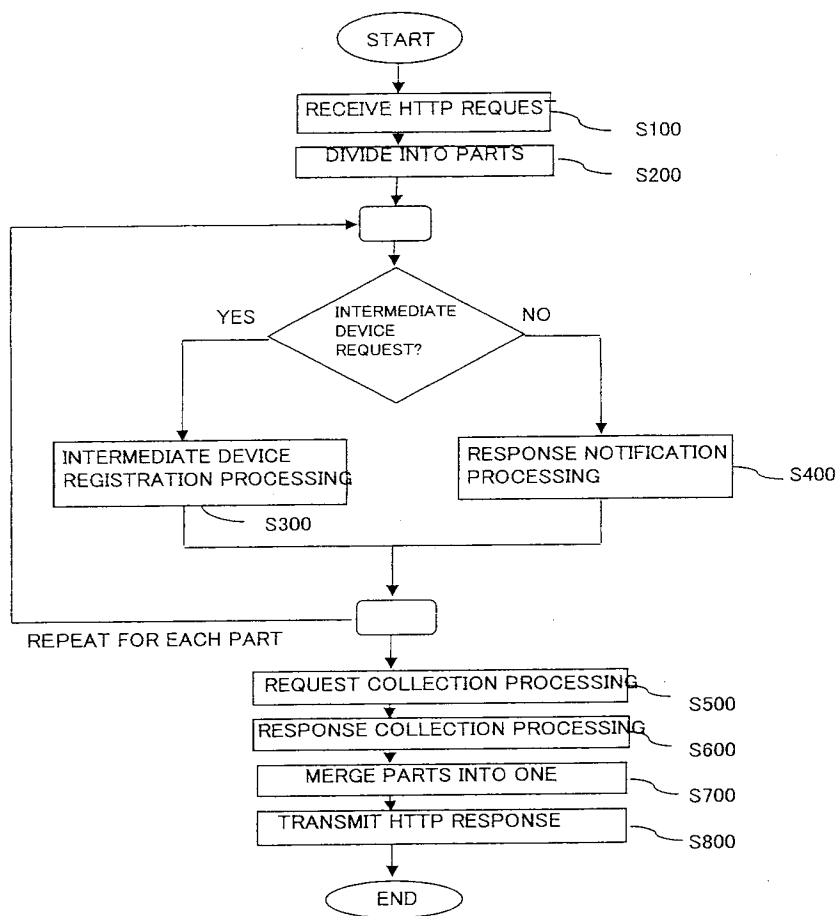 START
RECEIVE HTTP REQUEST
S100
DIVIDE INTO PARTS
S200
INTERMEDIATE
DEVICE
REQUEST?
YES
NO
INTERMEDIATE DEVICE
REGISTRATION PROCESSING
S300
RESPONSE NOTIFICATION
PROCESSING
S400
REPEAT FOR EACH PART
REQUEST COLLECTION PROCESSING
S500
RESPONSE COLLECTION PROCESSING
S600
MERGE PARTS INTO ONE
S700
TRANSMIT HTTP RESPONSE
S800
END